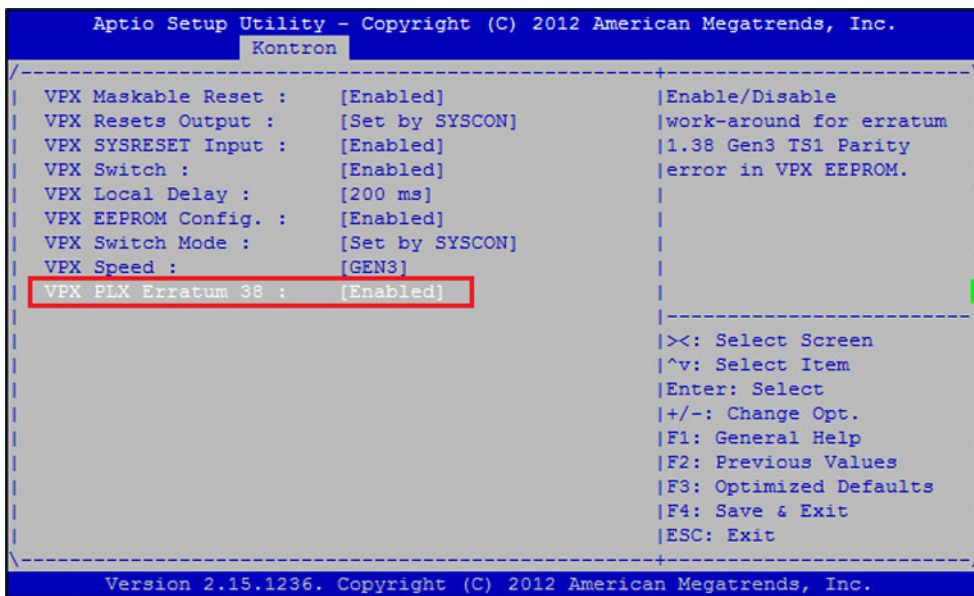 Aptio Setup Utility - Copyright (C) 2012 American Megatrends, Inc.
Kontron
VPX Maskable Reset : [Enabled]
VPX Resets Output : [Set by SYSCON]
VPX SYSRESET Input : [Enabled]
VPX Switch : [Enabled]
VPX Local Delay : [200 ms]
VPX EEPROM Config. : [Enabled]
VPX Switch Mode : [Set by SYSCON]
VPX Speed : [GEN3]
VPX PLX Erratum 38 : [Enabled]
Enable/Disable
work-around for erratum
1.38 Gen3 TS1 Parity
error in VPX EEPROM.
><: Select Screen
^v: Select Item
Enter: Select
+/-: Change Opt.
F1: General Help
F2: Previous Values
F3: Optimized Defaults
F4: Save & Exit
ESC: Exit
Version 2.15.1236. Copyright (C) 2012 American Megatrends, Inc.